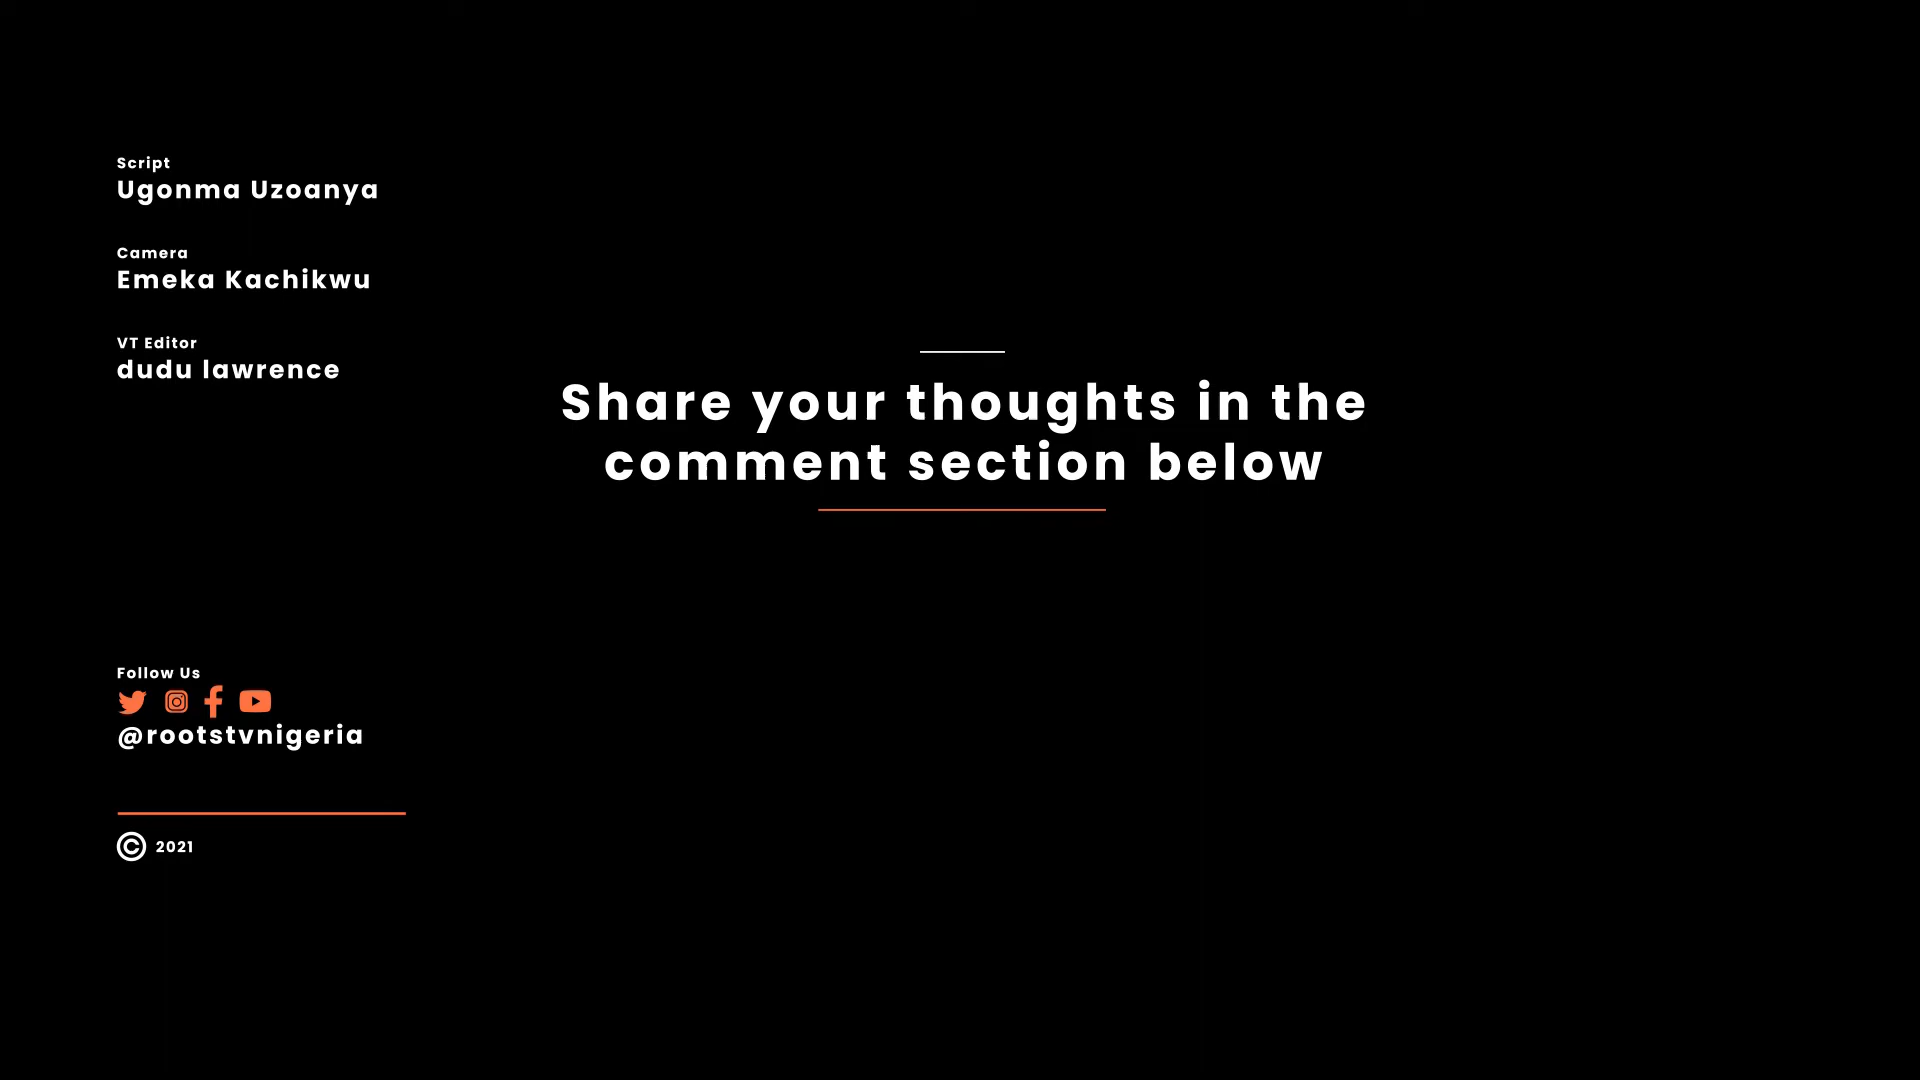 Script
Ugonma Uzoanya
Camera
Emeka Kachikwu
VT Editor
dudu lawrence
Share your thoughts in the
comment section below
Follow Us
@rootstvnigeria
© 2021